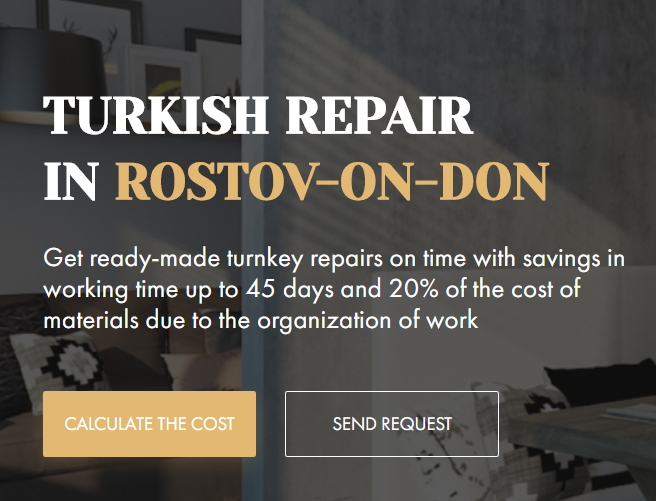 TURKISH REPAIR
IN ROSTOV-ON-DON
Get ready-made turnkey repairs on time with savings in
working time up to 45 days and 20% of the cost of
materials due to the organization of work
CALCULATE THE COST
SEND REQUEST